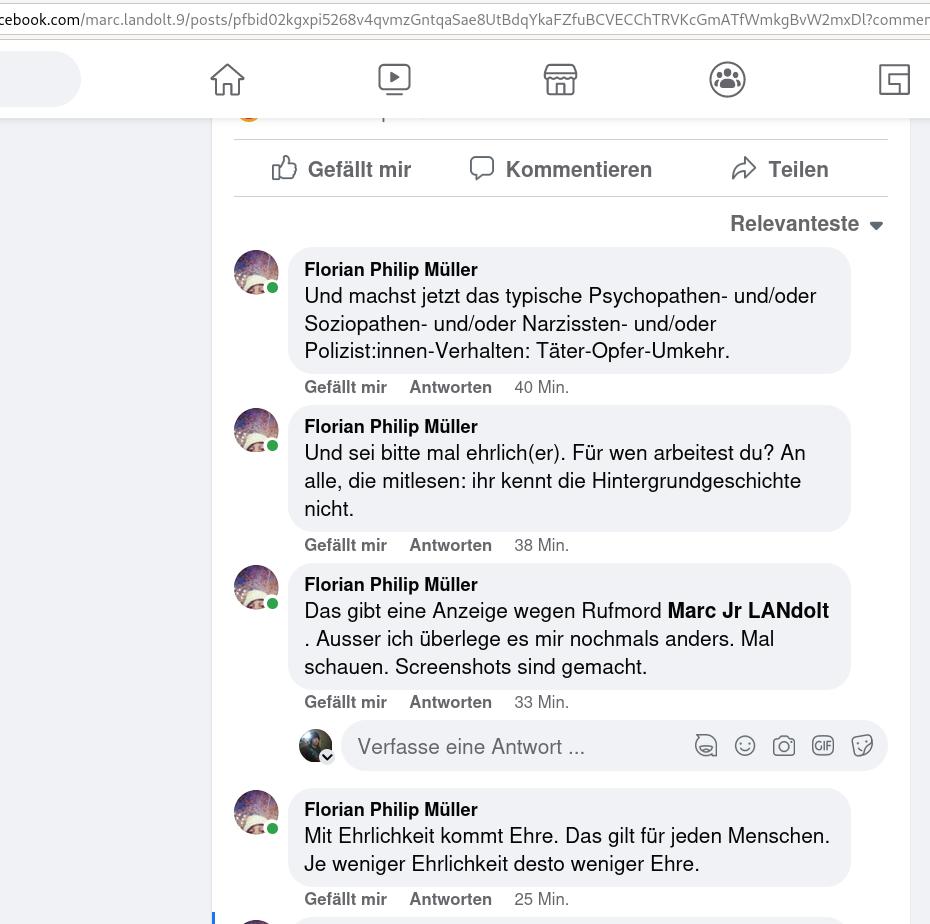 cebook.com/marc.landolt.9/posts/pfbid02kgxpi5268v4qvmzGntqaSae8UtBdqYkaFZfuBCVECChTRVKcGmATfWmkgBvW2mxDl?commen
Gefällt mir Kommentieren Teilen
Relevanteste
Florian Philip Müller
Und machst jetzt das typische Psychopathen- und/oder
Soziopathen- und/oder Narzissten- und/oder
Polizist:innen-Verhalten: Täter-Opfer-Umkehr.
Gefällt mir Antworten 40 Min.
Florian Philip Müller
Und sei bitte mal ehrlich(er). Für wen arbeitest du? An
alle, die mitlesen: ihr kennt die Hintergrundgeschichte
nicht.
Gefällt mir Antworten 38 Min.
Florian Philip Müller
Das gibt eine Anzeige wegen Rufmord Marc Jr LANdolt
. Ausser ich überlege es mir nochmals anders. Mal
schauen. Screenshots sind gemacht.
Gefällt mir Antworten 33 Min.
Verfasse eine Antwort ... GIF
Florian Philip Müller
Mit Ehrlichkeit kommt Ehre. Das gilt für jeden Menschen.
Je weniger Ehrlichkeit desto weniger Ehre.
Gefällt mir Antworten 25 Min.